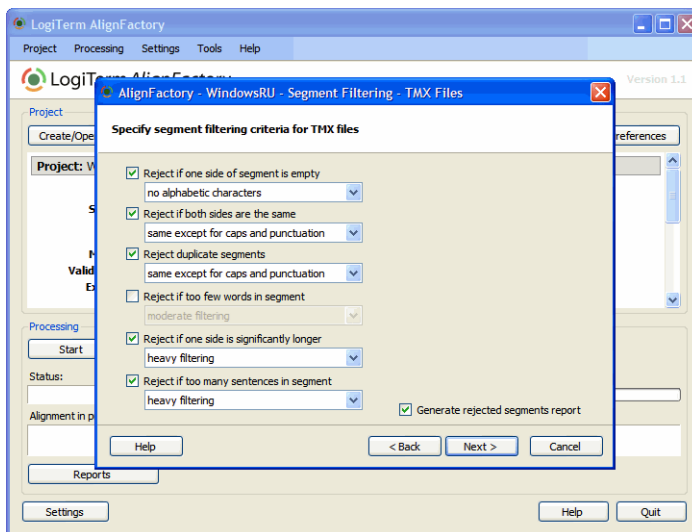 LogiTerm AlignFactory
Project Processing Settings Tools Help
LogiTerm AlignFactory
Version 1.1
AlignFactory - WindowsRU - Segment Filtering - TMX Files
Specify segment filtering criteria for TMX files
Reject if one side of segment is empty
no alphabetic characters
Reject if both sides are the same
same except for caps and punctuation
Reject duplicate segments
same except for caps and punctuation
Reject if too few words in segment
moderate filtering
Reject if one side is significantly longer
heavy filtering
Reject if too many sentences in segment
heavy filtering
Generate rejected segments report
Help < Back Next > Cancel
Project
Create/Ope
references
Project: W
S
M
Valid
Ex
Processing
Start
Status:
Alignment in p
Reports
Settings Help Quit